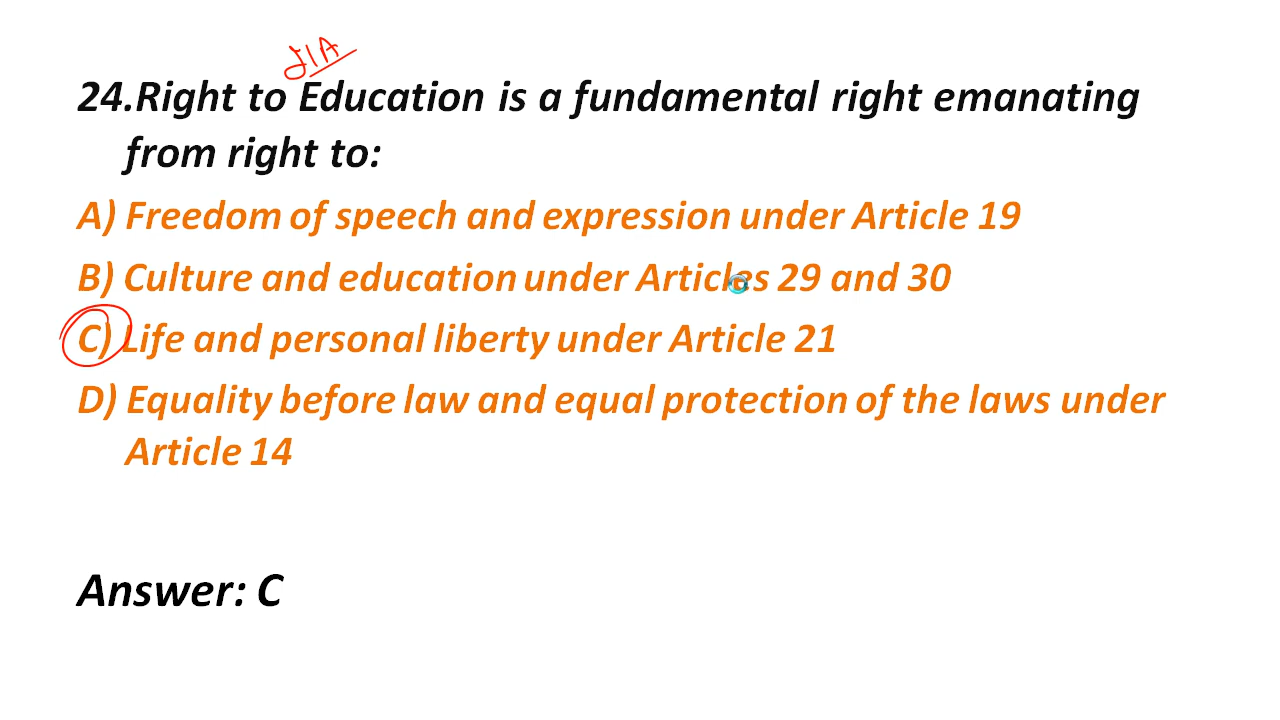 24.Right to Education is a fundamental right emanating
from right to:
A) Freedom of speech and expression under Article 19
B) Culture and education under Articles 29 and 30
C) Life and personal liberty under Article 21
D) Equality before law and equal protection of the laws under
Article 14
Answer: C